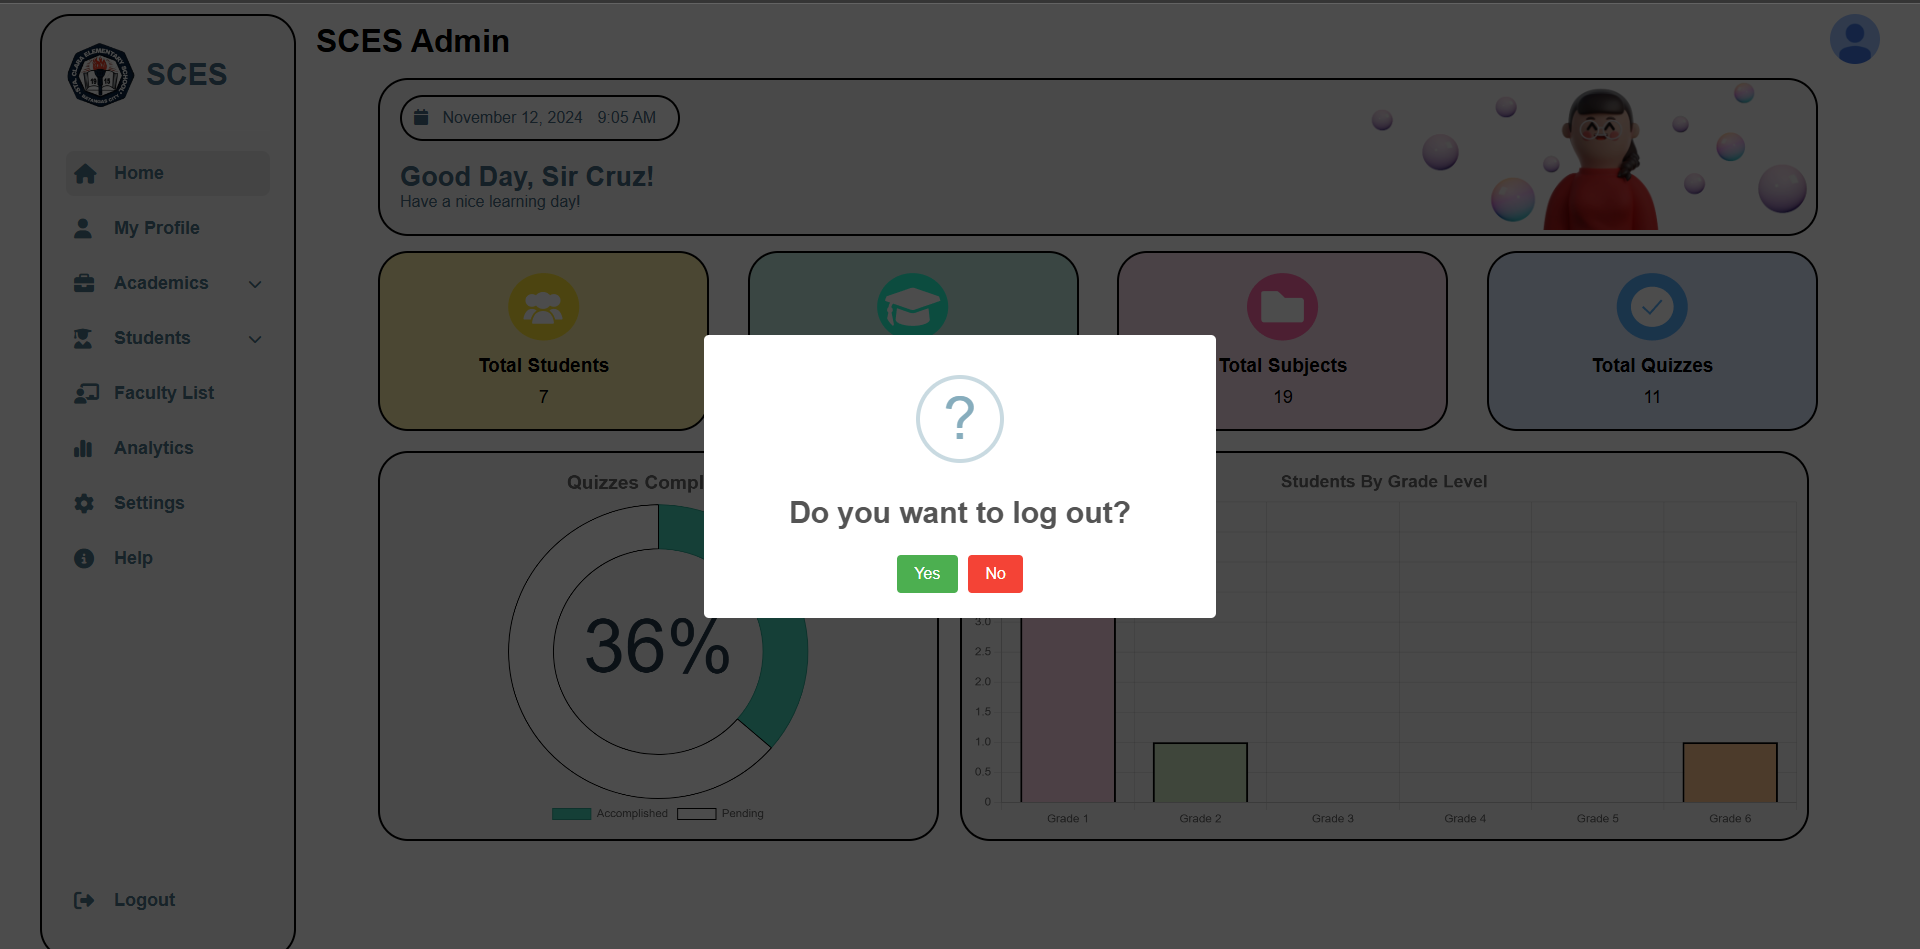 SCES
Home
My Profile
Academics
Students
Faculty List
Analytics
Settings
Help
Logout
SCES Admin
November 12, 2024 9:05 AM
Good Day, Sir Cruz!
Have a nice learning day!
Total Students
7
Total Subjects
19
Total Quizzes
11
Do you want to log out?
Yes No
Quizzes Compl
36%
Accomplished Pending
Students By Grade Level
3.0
2.5
2.0
1.5
1.0
0.5
0
Grade 1 Grade 2 Grade 3 Grade 4 Grade 5 Grade 6